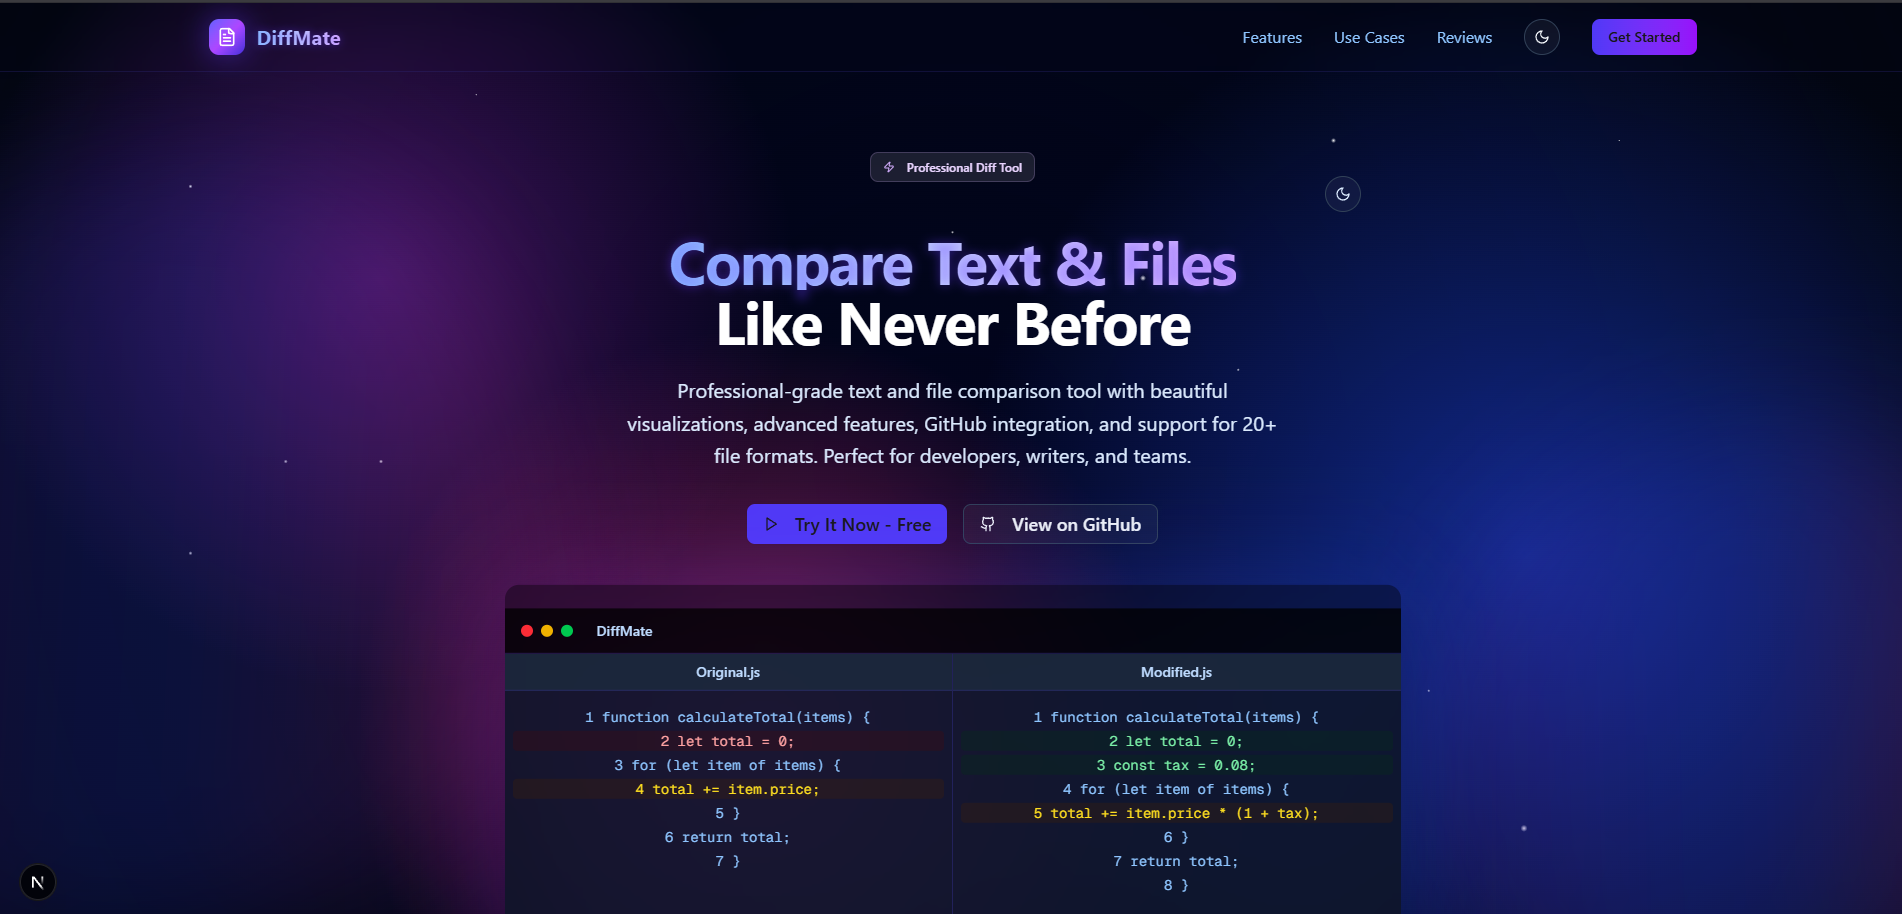 DiffMate
Features
Use Cases
Reviews
Get Started
Professional Diff Tool
Compare Text & Files
Like Never Before
Professional-grade text and file comparison tool with beautiful
visualizations, advanced features, GitHub integration, and support for 20+
file formats. Perfect for developers, writers, and teams.
Try It Now - Free
View on GitHub
DiffMate
Original.js
1 function calculateTotal(items) {
2 let total = 0;
3 for (let item of items) {
4 total += item.price;
5 }
6 return total;
7 }
Modified.js
1 function calculateTotal(items) {
2 let total = 0;
3 const tax = 0.08;
4 for (let item of items) {
5 total += item.price * (1 + tax);
6 }
7 return total;
8 }
N